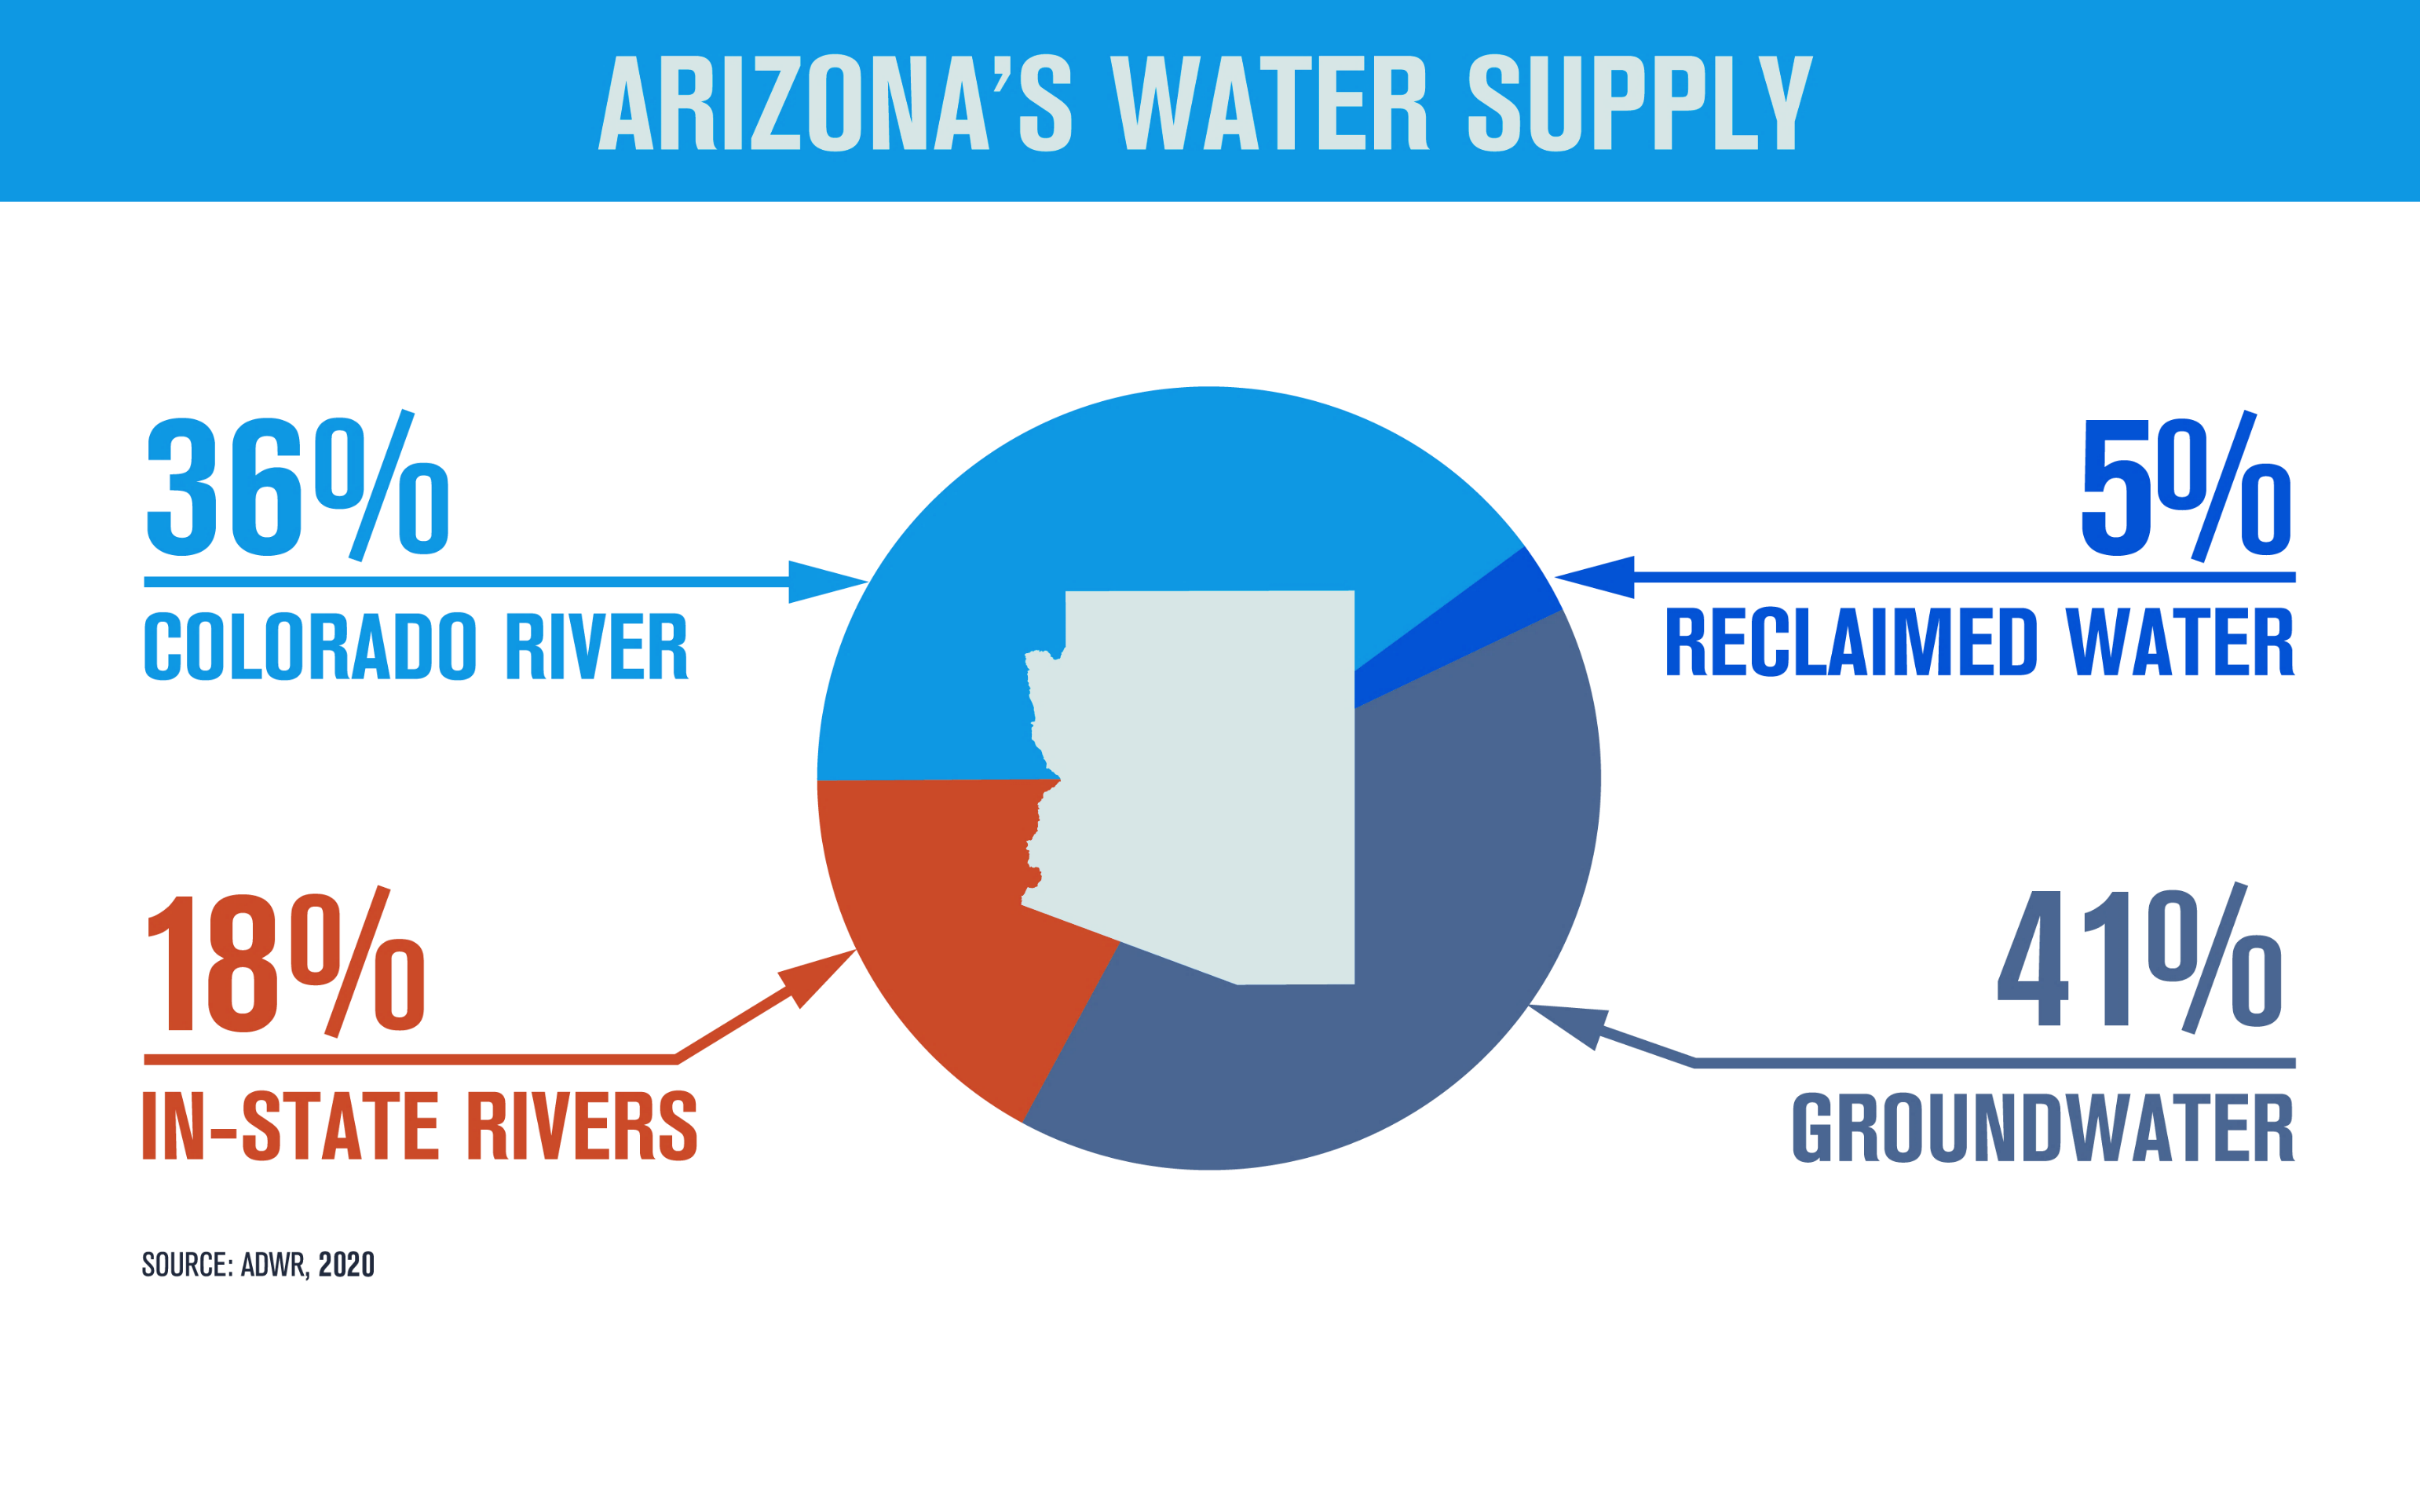 ARIZONA’S WATER SUPPLY
36%
COLORADO RIVER
5%
RECLAIMED WATER
18%
IN-STATE RIVERS
41%
GROUNDWATER
SOURCE: ADWR, 2020